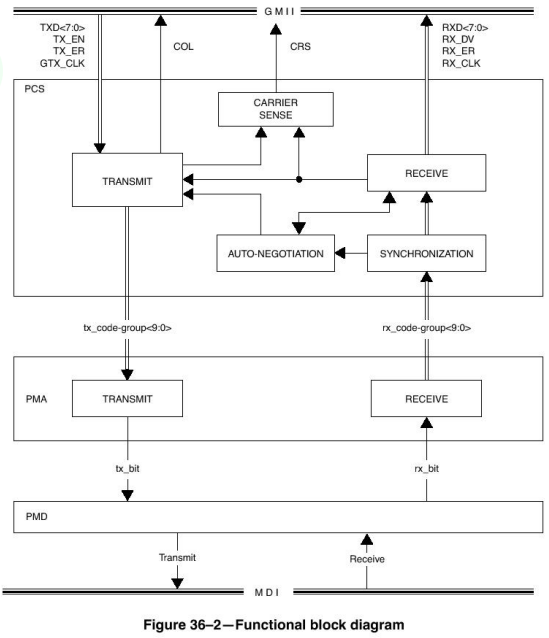 GMII
TXD<7:0>
TX_EN
TX_ER
GTX_CLK
COL
CRS
RXD<7:0>
RX_DV
RX_ER
RX_CLK
PCS
CARRIER
SENSE
TRANSMIT
RECEIVE
AUTO-NEGOTIATION
SYNCHRONIZATION
tx_code-group<9:0>
rx_code-group<9:0>
PMA
TRANSMIT
RECEIVE
tx_bit
rx_bit
PMD
Transmit
Receive
MDI
Figure 36–2—Functional block diagram